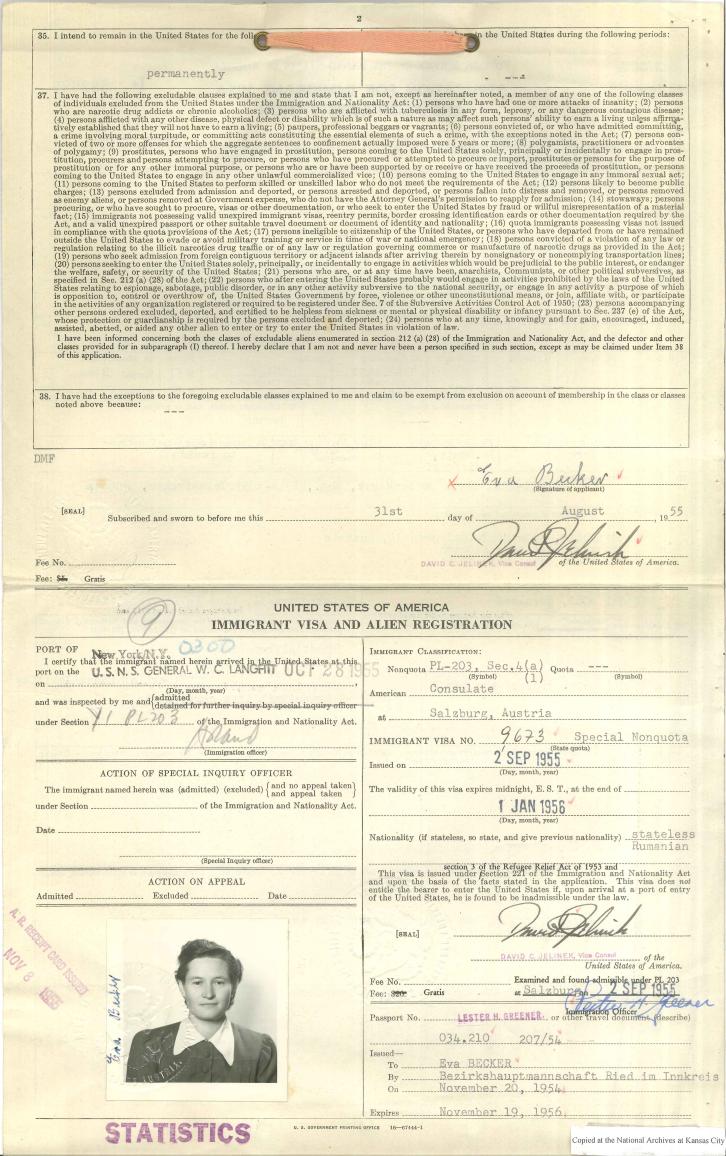 2
35. I intend to remain in the United States for the
in the United States during the following periods:
permanently
- ---
37. I have had the following excludable clauses explained to me and state that I am not, except as hereinafter noted, a member of any one of the following classes
of individuals excluded from the United States under the Immigration and Nationality Act: (1) persons who have had one or more attacks of insanity; (2) persons
who are narcotic drug addicts or chronic alcoholics; (3) persons who are afflicted with tuberculosis in any form, leprosy, or any dangerous contagious disease;
(4) persons afflicted with any other disease, physical defect or disability which is of such a nature as may affect such persons' ability to earn a living unless affirma-
tively established that they will not have to earn a living; (5) paupers, professional beggars or vagrants; (6) persons convicted of, or who have admitted committing,
a crime involving moral turpitude, or committing acts constituting the essential elements of such a crime, with the exceptions noted in the Act; (7) persons con-
victed of two or more offenses for which the aggregate sentences to confinement actually imposed were 5 years or more; (8) polygamists, practitioners or advocates
of polygamy; (9) prostitutes, persons who have engaged in prostitution, persons coming to the United States solely, principally or incidentally to engage in pros-
titution, procurers and persons attempting to procure, or persons who have procured or attempted to procure or import, prostitutes or persons for the purpose of
prostitution or for any other immoral purpose, or persons who are or have been supported by or receive or have received the proceeds of prostitution, or persons
coming to the United States to engage in any other unlawful commercialized vice; (10) persons coming to the United States to engage in any immoral sexual act;
(11) persons coming to the United States to perform skilled or unskilled labor who do not meet the requirements of the Act; (12) persons likely to become public
charges; (13) persons excluded from admission and deported, or persons arrested and deported, or persons fallen into distress and removed, or persons removed
as enemy aliens, or persons removed at Government expense, who do not have the Attorney General's permission to reapply for admission; (14) stowaways; persons
procuring, or who have sought to procure, visas or other documentation, or who seek to enter the United States by fraud or willful misrepresentation of a material
fact; (15) immigrants not possessing valid unexpired immigrant visas, reentry permits, border crossing identification cards or other documentation required by the
Act, and a valid unexpired passport or other suitable travel document or document of identity and nationality; (16) quota immigrants possessing visas not issued
in compliance with the quota provisions of the Act; (17) persons ineligible to citizenship of the United States, or persons who have departed from or have remained
outside the United States to evade or avoid military training or service in time of war or national emergency; (18) persons convicted of a violation of any law or
regulation relating to the illicit narcotics drug traffic or of any law or regulation governing commerce or manufacture of narcotic drugs as provided in the Act;
(19) persons who seek admission from foreign contiguous territory or adjacent islands after arriving therein by nonsignatory or noncomplying transportation lines;
(20) persons seeking to enter the United States solely, principally, or incidentally to engage in activities which would be prejudicial to the public interest, or endanger
the welfare, safety, or security of the United States; (21) persons who are, or at any time have been, anarchists, Communists, or other political subversives, as
specified in Sec. 212 (a) (28) of the Act; (22) persons who after entering the United States probably would engage in activities prohibited by the laws of the United
States relating to espionage, sabotage, public disorder, or in any other activity subversive to the national security, or engage in any activity a purpose of which
is opposition to, control or overthrow of, the United States Government by force, violence or other unconstitutional means, or join, affiliate with, or participate
in the activities of any organization registered or required to be registered under Sec. 7 of the Subversive Activities Control Act of 1950; (23) persons accompanying
other persons ordered excluded, deported, and certified to be helpless from sickness or mental or physical disability or infancy pursuant to Sec. 237 (e) of the Act,
whose protection or guardianship is required by the persons excluded and deported; (24) persons who at any time, knowingly and for gain, encouraged, induced,
assisted, abetted, or aided any other alien to enter or try to enter the United States in violation of law.
I have been informed concerning both the classes of excludable aliens enumerated in section 212 (a) (28) of the Immigration and Nationality Act, and the defector and other
classes provided for in subparagraph (I) thereof. I hereby declare that I am not and never have been a person specified in such section, except as may be claimed under Item 38
of this application.
38. I have had the exceptions to the foregoing excludable classes explained to me and claim to be exempt from exclusion on account of membership in the class or classes
noted above because:
---
DMF
Eva Becker
(Signature of applicant)
[SEAL]
Subscribed and sworn to before me this 31st day of August, 1955
DAVID C. JELINEK, Vice Consul of the United States of America.
Fee No.
Fee: $5. Gratis
9
UNITED STATES OF AMERICA
IMMIGRANT VISA AND ALIEN REGISTRATION
PORT OF New York, N.Y. 0300
I certify that the immigrant named herein arrived in the United States at this
port on the U.S.N.S. GENERAL W. C. LANGFITT OCT 28 1955
on
(Day, month, year)
and was inspected by me and {admitted
{detained for further inquiry by special inquiry officer
under Section PL203 of the Immigration and Nationality Act.
(Immigration officer)
ACTION OF SPECIAL INQUIRY OFFICER
The immigrant named herein was (admitted) (excluded) {and no appeal taken}
{and appeal taken}
under Section of the Immigration and Nationality Act.
Date
(Special Inquiry officer)
ACTION ON APPEAL
Admitted Excluded Date
A. R. RECEIPT CARD ISSUED
NOV 8 1955
Eva Becker
AUSTRIA
STATISTICS
IMMIGRANT CLASSIFICATION:
Nonquota PL-203, Sec.4(a) Quota ---
(Symbol) (1) (Symbol)
American Consulate
at Salzburg, Austria
IMMIGRANT VISA NO. 9673 Special Nonquota
(State quota)
Issued on 2 SEP 1955
(Day, month, year)
The validity of this visa expires midnight, E. S. T., at the end of
1 JAN 1956
(Day, month, year)
Nationality (if stateless, so state, and give previous nationality) stateless
Rumanian
section 3 of the Refugee Relief Act of 1953 and
This visa is issued under Section 221 of the Immigration and Nationality Act
and upon the basis of the facts stated in the application. This visa does not
entitle the bearer to enter the United States if, upon arrival at a port of entry
of the United States, he is found to be inadmissible under the law.
[SEAL]
DAVID C. JELINEK, Vice Consul of the
United States of America.
Fee No. Examined and found admissible under PL 203
Fee: $20. Gratis at Salzburg on 2 SEP 1955
Lester H. Greener
Immigration Officer
Passport No. LESTER H. GREENER. or other travel document (describe)
034.210 207/54
Issued—
To Eva BECKER
By Bezirkshauptmannschaft Ried im Innkreis
On November 20, 1954
Expires November 19, 1956
U. S. GOVERNMENT PRINTING OFFICE 16—67444-1
Copied at the National Archives at Kansas City